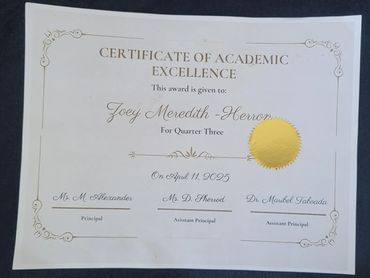 CERTIFICATE OF ACADEMIC
EXCELLENCE
This award is given to:
Zoey Meredith -Herron
For Quarter Three
On April 11, 2025
Ms. M. Alexander Ms. D. Sherrod Dr. Maribel Taboada
Principal Assistant Principal Assistant Principal